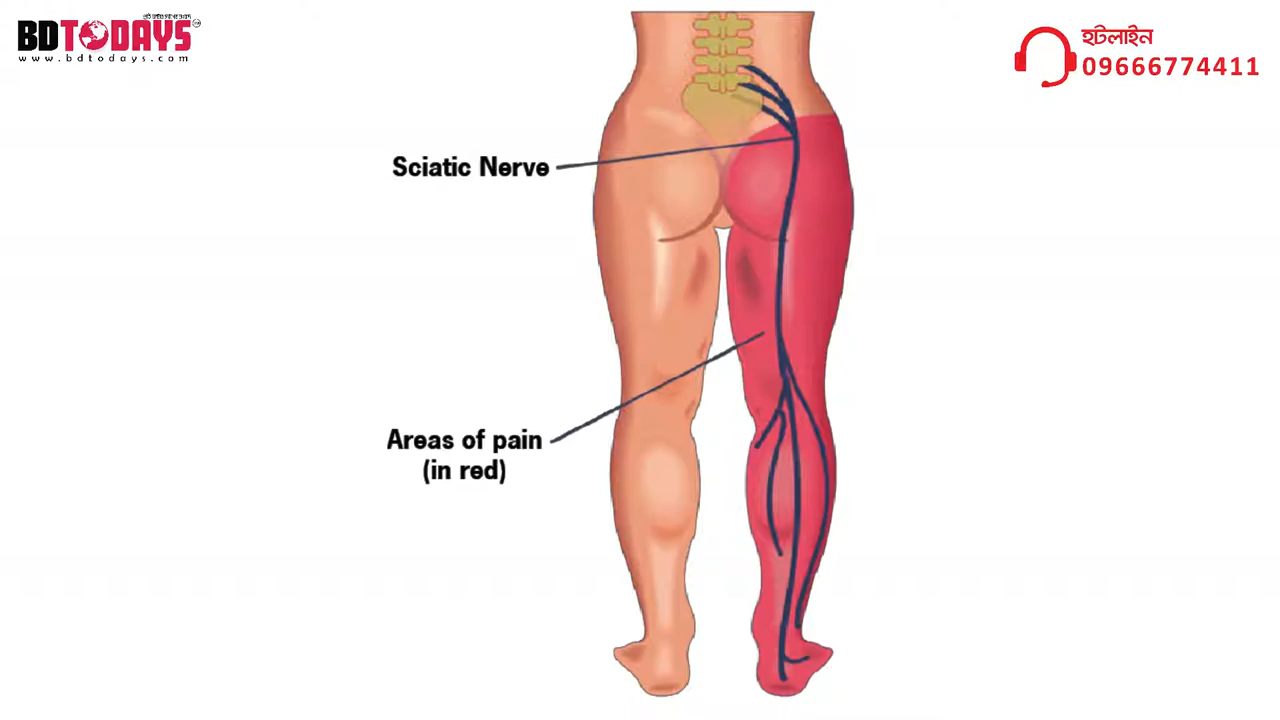 BDTODAYS
www.bdtodays.com
হটলাইন
09666774411
Sciatic Nerve
Areas of pain
(in red)